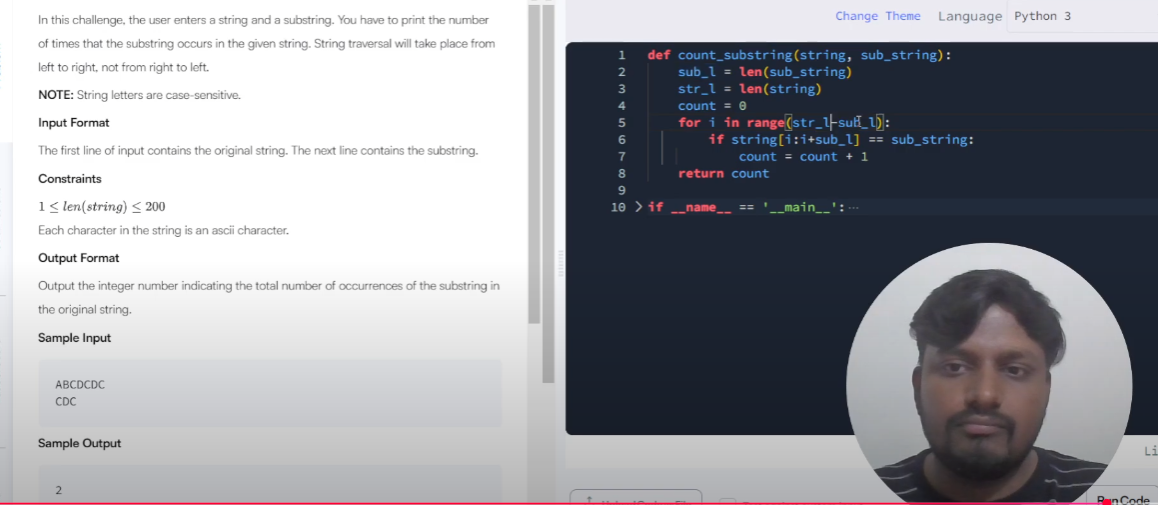 In this challenge, the user enters a string and a substring. You have to print the number
of times that the substring occurs in the given string. String traversal will take place from
left to right, not from right to left.
NOTE: String letters are case-sensitive.
Input Format
The first line of input contains the original string. The next line contains the substring.
Constraints
1 ≤ len(string) ≤ 200
Each character in the string is an ascii character.
Output Format
Output the integer number indicating the total number of occurrences of the substring in
the original string.
Sample Input
ABCDCDC
CDC
Sample Output
2
Change Theme Language Python 3
1 def count_substring(string, sub_string):
2 sub_l = len(sub_string)
3 str_l = len(string)
4 count = 0
5 for i in range(str_l-sub_l):
6 if string[i:i+sub_l] == sub_string:
7 count = count + 1
8 return count
9
10 if __name__ == '__main__':
Li
Run Code